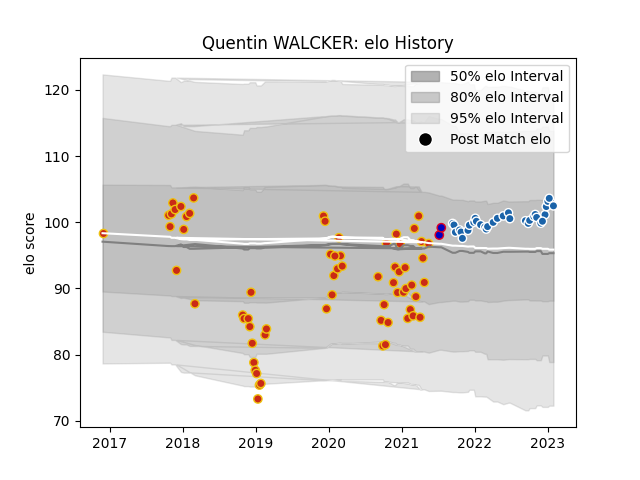 Quentin WALCKER: elo History
50% elo Interval
80% elo Interval
95% elo Interval
Post Match elo
elo score
120
110
100
90
80
70
2017
2018
2019
2020
2021
2022
2023